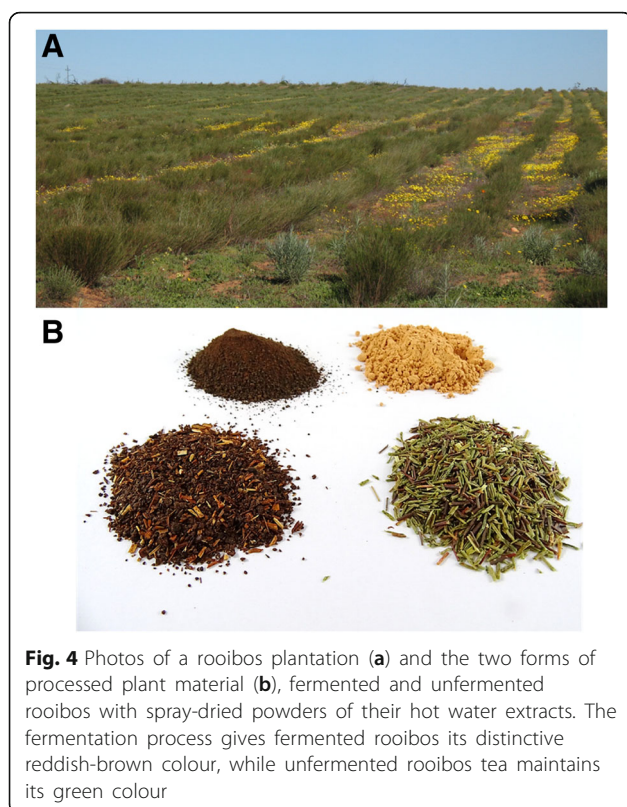 A
B
Fig. 4 Photos of a rooibos plantation (a) and the two forms of
processed plant material (b), fermented and unfermented
rooibos with spray-dried powders of their hot water extracts. The
fermentation process gives fermented rooibos its distinctive
reddish-brown colour, while unfermented rooibos tea maintains
its green colour